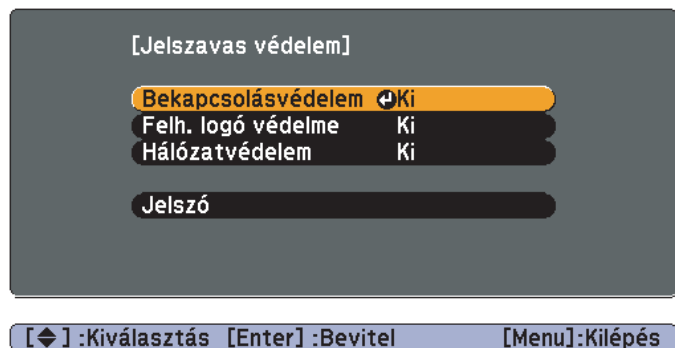 [Jelszavas védelem]
Bekapcsolásvédelem Ki
Felh. logó védelme Ki
Hálózatvédelem Ki
Jelszó
[◆] :Kiválasztás [Enter] :Bevitel [Menu]:Kilépés